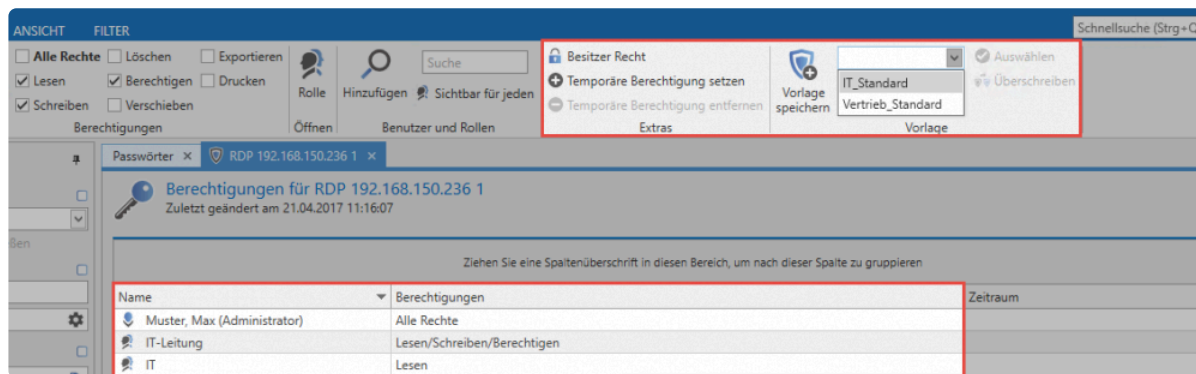 ANSICHT FILTER
Schnellsuche (Strg+Q
Alle Rechte Löschen Exportieren
Lesen Berechtigen Drucken
Schreiben Verschieben
Berechtigungen
Rolle
Öffnen
Hinzufügen
Suche
Sichtbar für jeden
Benutzer und Rollen
Besitzer Recht
Temporäre Berechtigung setzen
Temporäre Berechtigung entfernen
Extras
Vorlage
speichern
IT_Standard
Vertrieb_Standard
Auswählen
Überschreiben
Vorlage
Passwörter RDP 192.168.150.236 1
Berechtigungen für RDP 192.168.150.236 1
Zuletzt geändert am 21.04.2017 11:16:07
Ziehen Sie eine Spaltenüberschrift in diesen Bereich, um nach dieser Spalte zu gruppieren
Name Berechtigungen Zeitraum
Muster, Max (Administrator) Alle Rechte
IT-Leitung Lesen/Schreiben/Berechtigen
IT Lesen